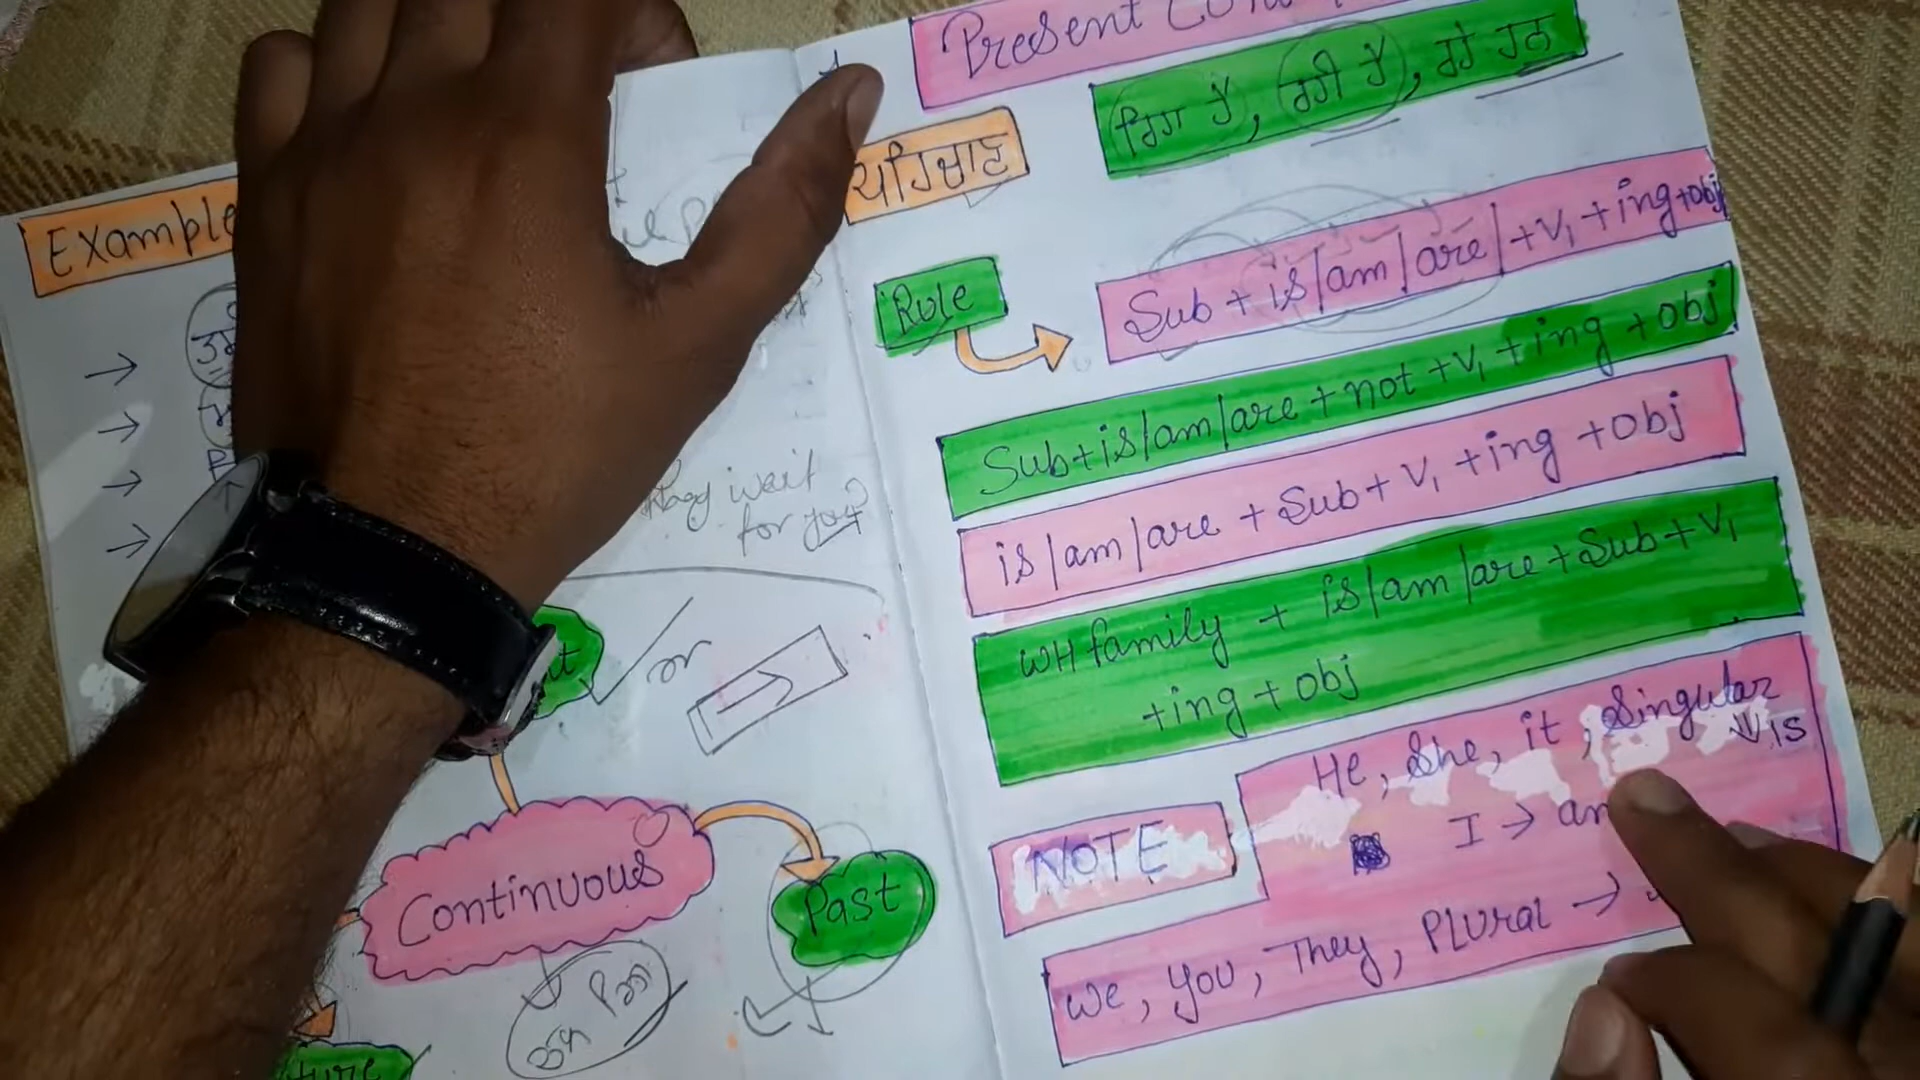 Example
wait
for you
or
Continuous
Past
Present
ਰਿਹਾ ਹੈ, ਰਹੀ ਹੈ, ਰਹੇ ਹਨ
ਪਹਿਚਾਣ
Rule
Sub + is/am/are/+V1 +ing+obj
Sub+is/am/are +not +V1 +ing +obj
is/am/are + Sub + V1 +ing +obj
WH family + is/am/are + Sub + V1
+ing + obj
He, She, it, Singular
is
NOTE
I → am
We, you, They, Plural →